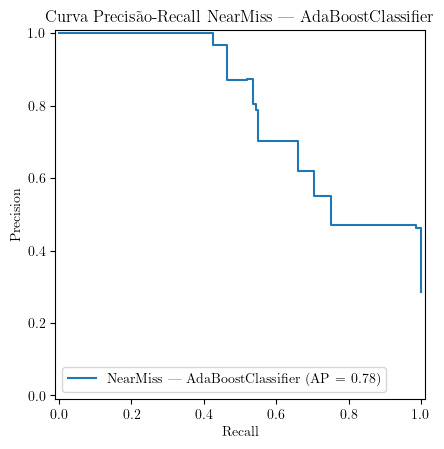 Curva Precisão-Recall NearMiss — AdaBoostClassifier
1.0
0.8
0.6
0.4
0.2
0.0
Precision
NearMiss — AdaBoostClassifier (AP = 0.78)
0.0 0.2 0.4 0.6 0.8 1.0
Recall